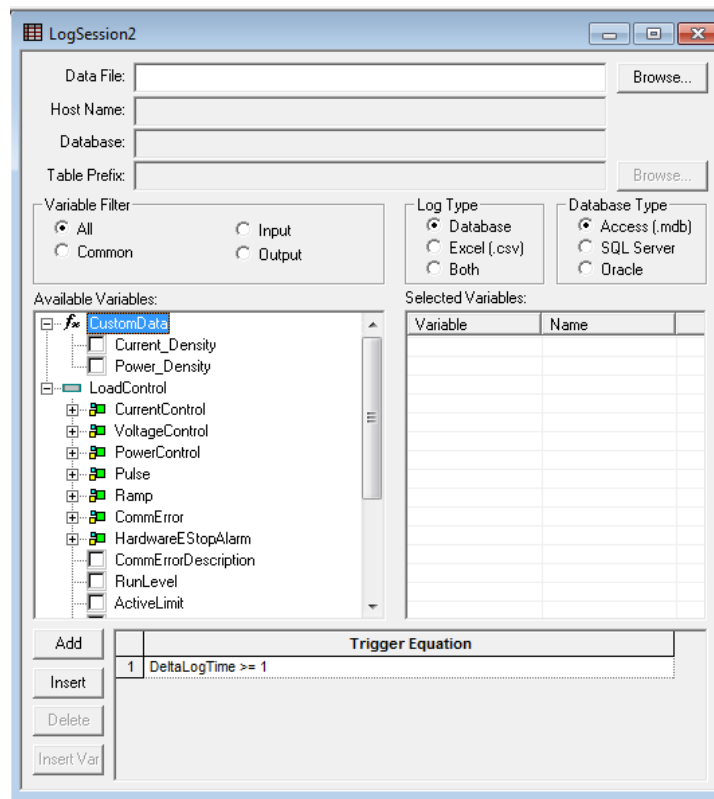 LogSession2
Data File:
Browse...
Host Name:
Database:
Table Prefix:
Browse...
Variable Filter
All
Input
Common
Output
Log Type
Database
Excel (.csv)
Both
Database Type
Access (.mdb)
SQL Server
Oracle
Available Variables:
fx CustomData
Current_Density
Power_Density
LoadControl
CurrentControl
VoltageControl
PowerControl
Pulse
Ramp
CommError
HardwareEStopAlarm
CommErrorDescription
RunLevel
ActiveLimit
Selected Variables:
Variable Name
Add
Insert
Delete
Insert Var
Trigger Equation
1 DeltaLogTime >= 1